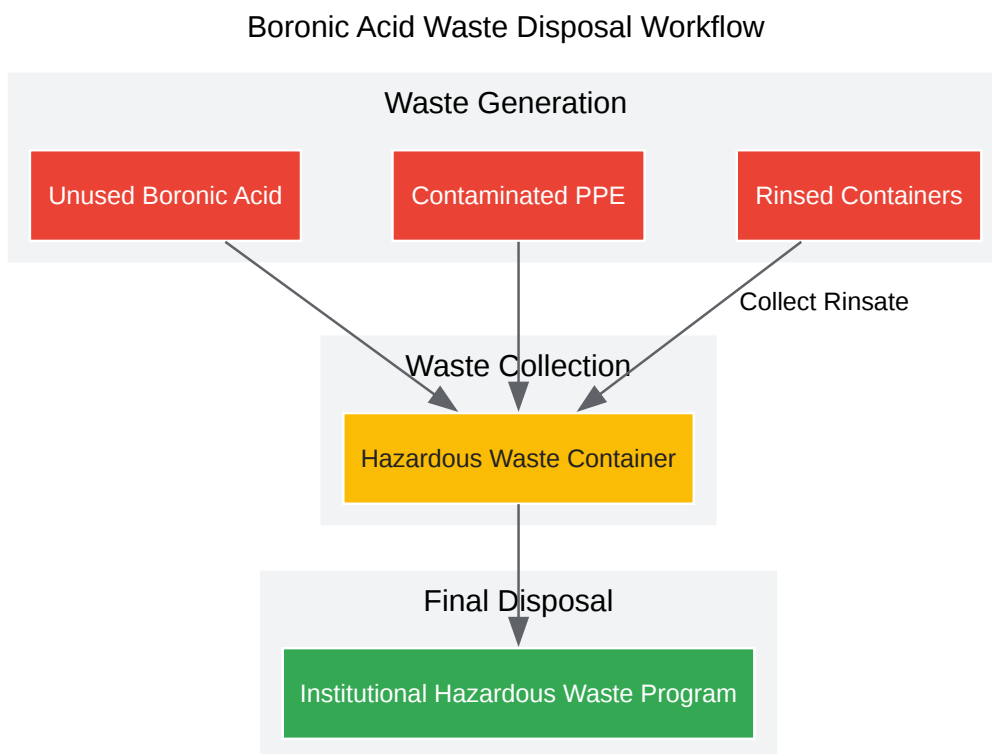 Boronic Acid Waste Disposal Workflow
Waste Generation
Unused Boronic Acid
Contaminated PPE
Rinsed Containers
Collect Rinsate
Waste Collection
Hazardous Waste Container
Final Disposal
Institutional Hazardous Waste Program